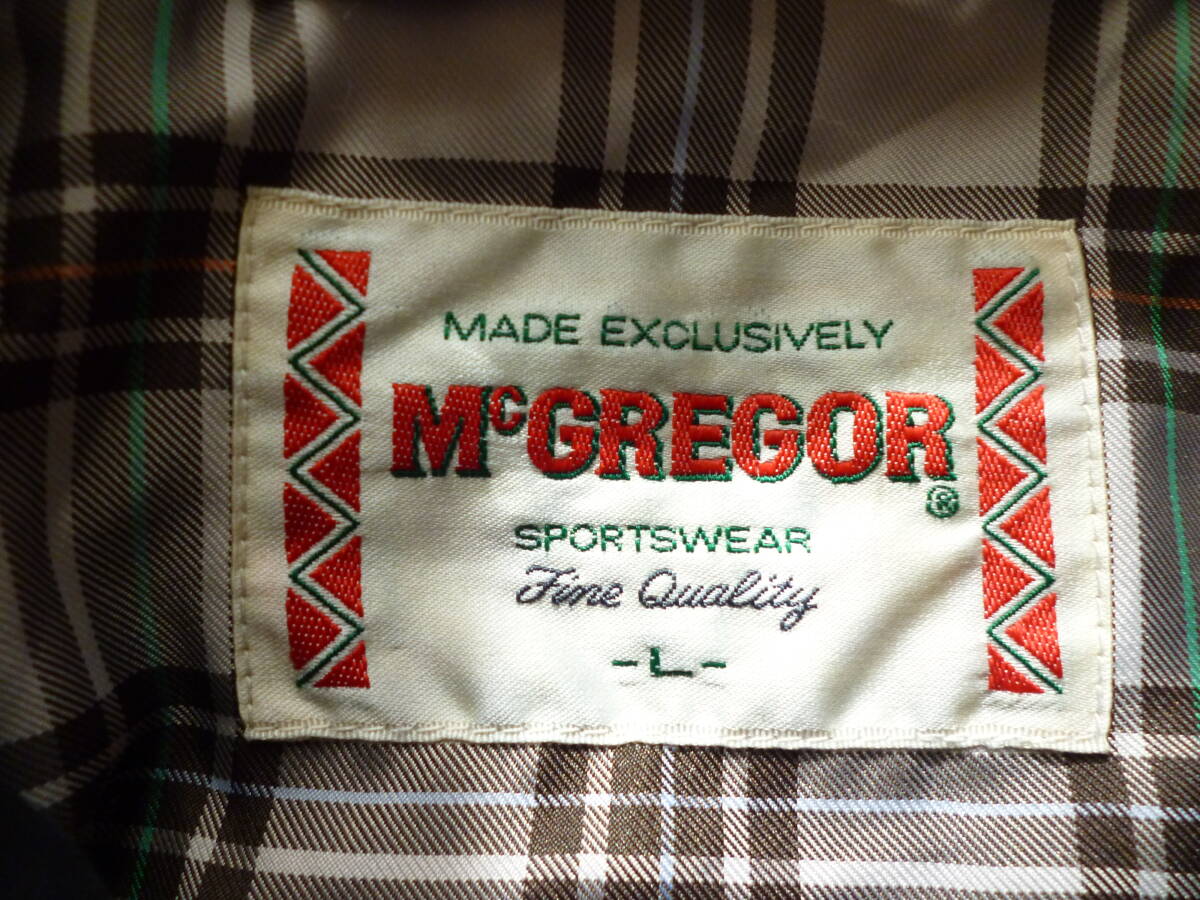 MADE EXCLUSIVELY
McGREGOR®
SPORTSWEAR
Fine Quality
-L-